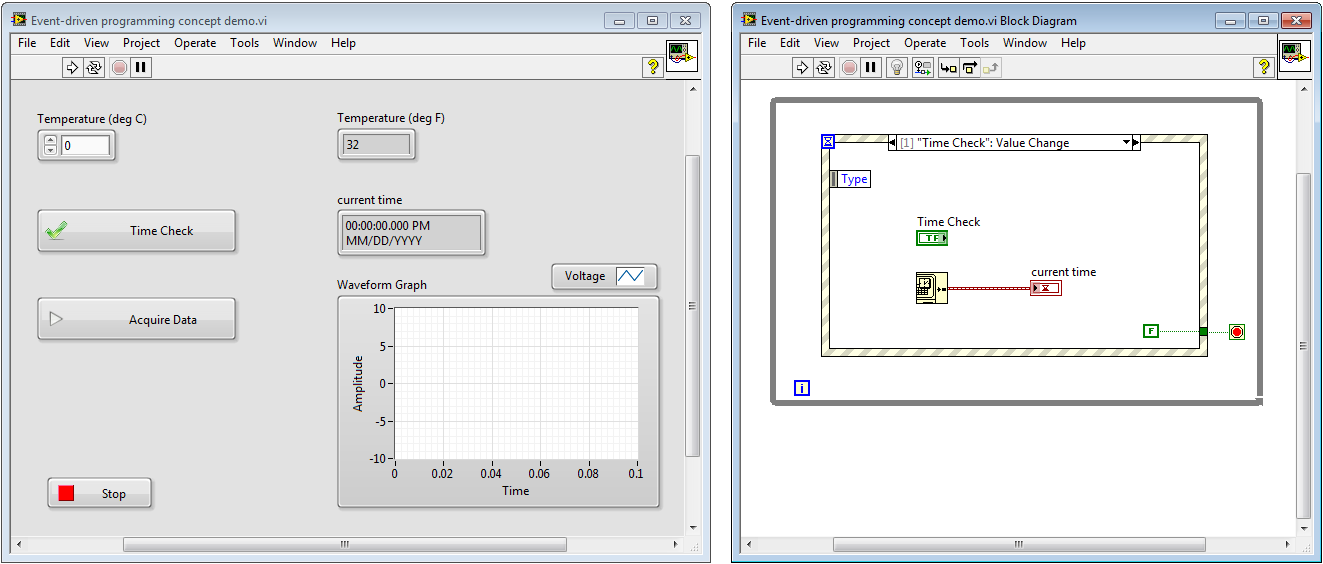 Event-driven programming concept demo.vi
File Edit View Project Operate Tools Window Help
?
Temperature (deg C)
0
Temperature (deg F)
32
Time Check
current time
00:00:00.000 PM
MM/DD/YYYY
Acquire Data
Voltage
Waveform Graph
Amplitude
10
5
0
-5
-10
0 0.02 0.04 0.06 0.08 0.1
Time
Stop
Event-driven programming concept demo.vi Block Diagram
File Edit View Project Operate Tools Window Help
?
[1] "Time Check": Value Change
Type
Time Check
TF
current time
F
i